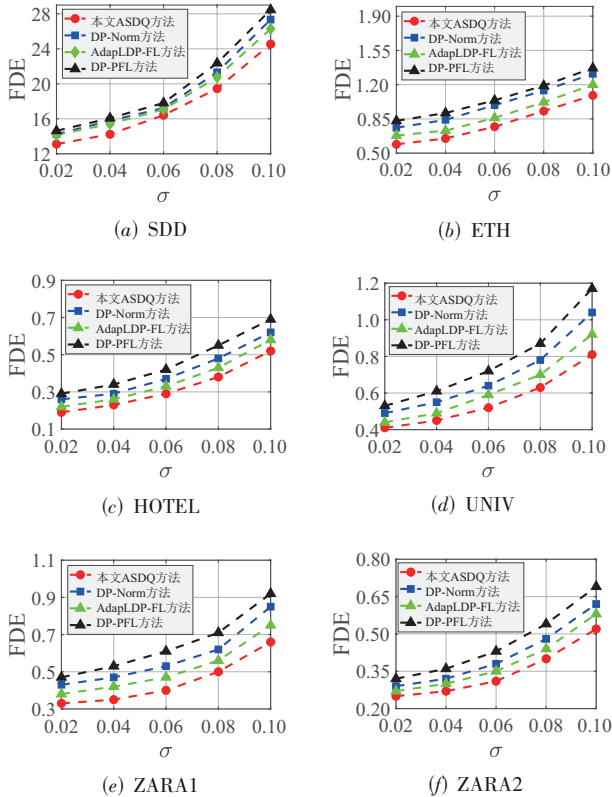 28
24
20
16
12
FDE
本文ASDQ方法
DP-Norm方法
AdapLDP-FL方法
DP-PFL方法
0.02 0.04 0.06 0.08 0.10
σ
(a) SDD
1.90
1.55
1.20
0.85
0.50
FDE
本文ASDQ方法
DP-Norm方法
AdapLDP-FL方法
DP-PFL方法
0.02 0.04 0.06 0.08 0.10
σ
(b) ETH
0.9
0.7
0.5
0.3
0.1
FDE
本文ASDQ方法
DP-Norm方法
AdapLDP-FL方法
DP-PFL方法
0.02 0.04 0.06 0.08 0.10
σ
(c) HOTEL
1.2
1.0
0.8
0.6
0.4
FDE
本文ASDQ方法
DP-Norm方法
AdapLDP-FL方法
DP-PFL方法
0.02 0.04 0.06 0.08 0.10
σ
(d) UNIV
1.1
0.9
0.7
0.5
0.3
FDE
本文ASDQ方法
DP-Norm方法
AdapLDP-FL方法
DP-PFL方法
0.02 0.04 0.06 0.08 0.10
σ
(e) ZARA1
0.80
0.65
0.50
0.35
0.20
FDE
本文ASDQ方法
DP-Norm方法
AdapLDP-FL方法
DP-PFL方法
0.02 0.04 0.06 0.08 0.10
σ
(f) ZARA2